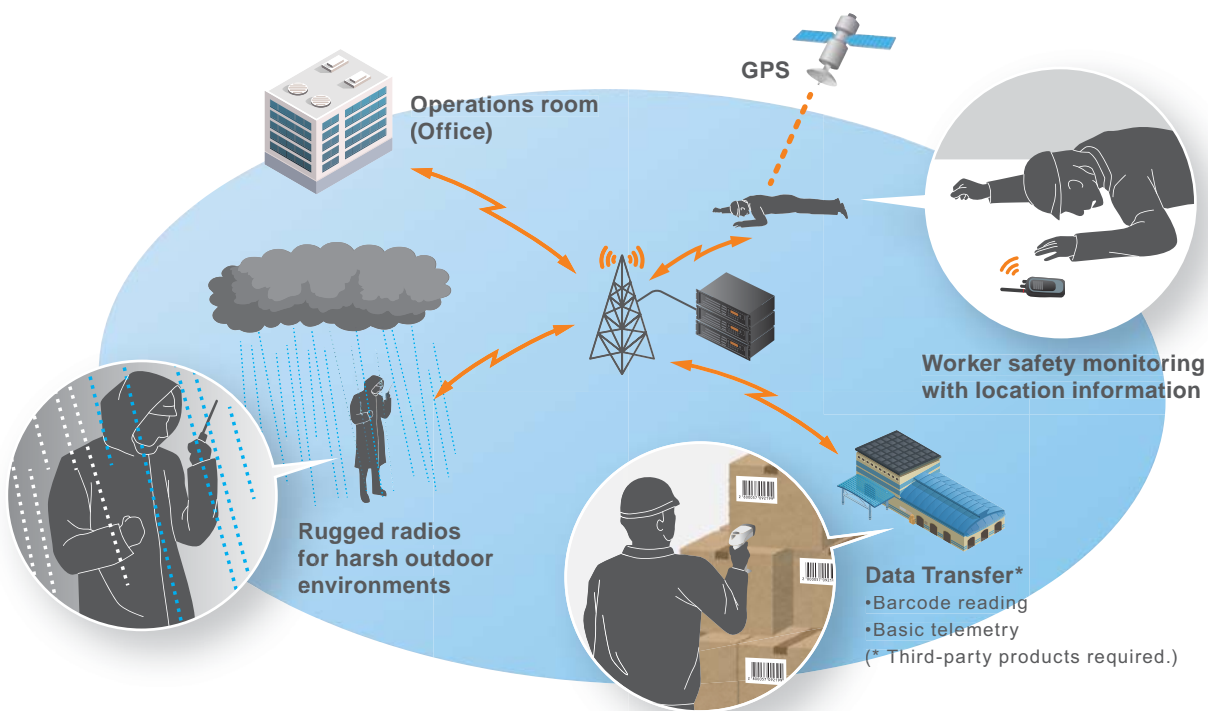 GPS
Operations room
(Office)
Worker safety monitoring
with location information
Rugged radios
for harsh outdoor
environments
Data Transfer*
•Barcode reading
•Basic telemetry
(* Third-party products required.)